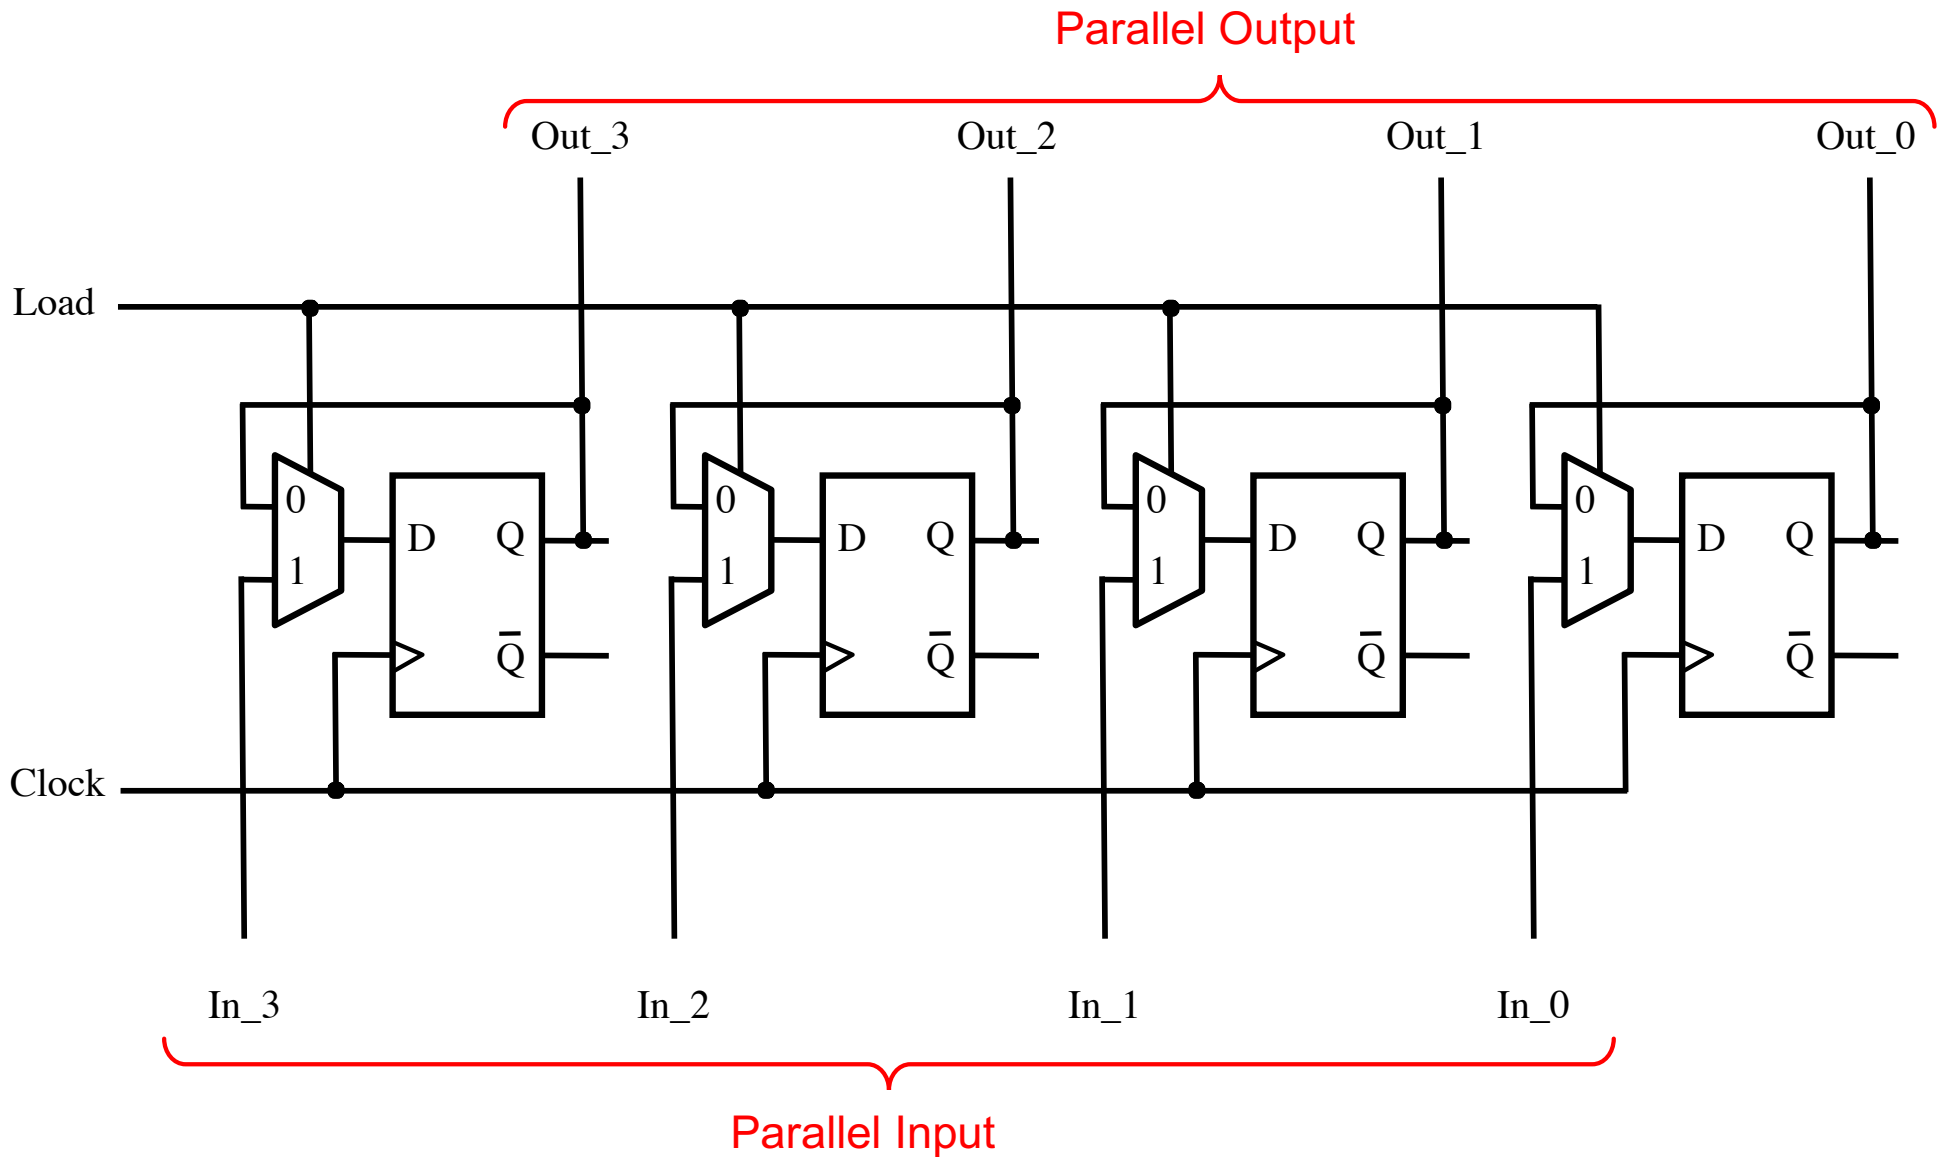 Parallel Output
Out_3 Out_2 Out_1 Out_0
Load
0 0 0 0
D Q D Q D Q D Q
1 1 1 1
Q̅ Q̅ Q̅ Q̅
Clock
In_3 In_2 In_1 In_0
Parallel Input